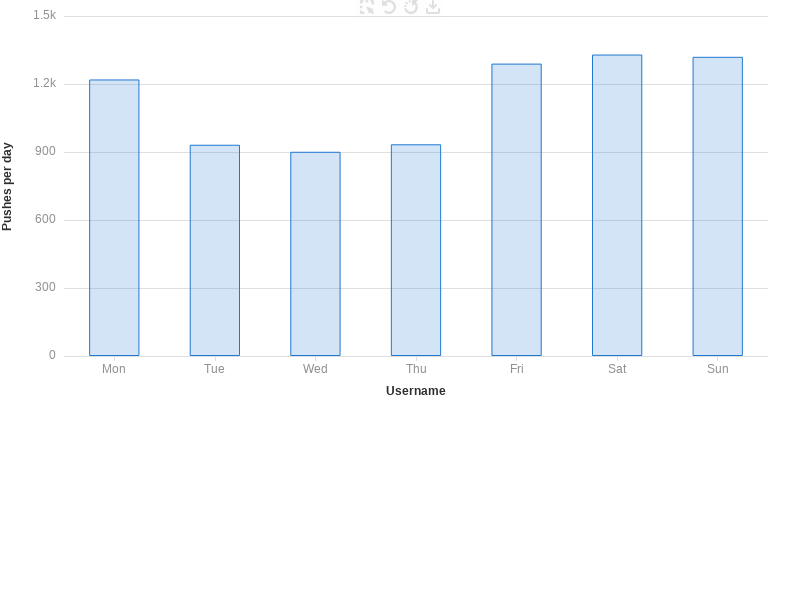 1.5k
1.2k
900
600
300
0
Pushes per day
Mon Tue Wed Thu Fri Sat Sun
Username